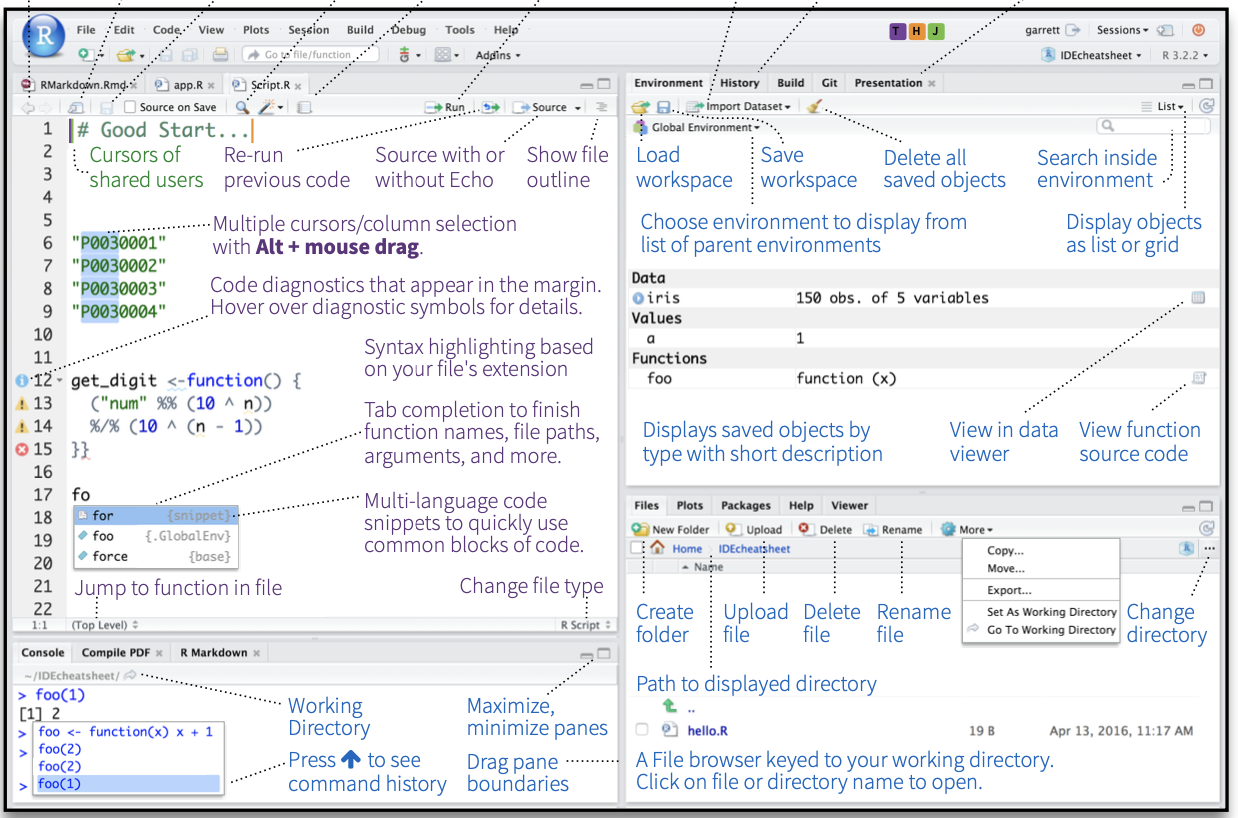 R File Edit Code View Plots Session Build Debug Tools Help T H J garrett Sessions
Go to file/function Addins IDEcheatsheet R 3.2.2
RMarkdown.Rmd app.R Script.R
Source on Save Run Source
1 # Good Start...
2 Cursors of Re-run Source with or Show file
3 shared users previous code without Echo outline
4
5 Multiple cursors/column selection
6 "P0030001" with Alt + mouse drag.
7 "P0030002"
8 "P0030003" Code diagnostics that appear in the margin.
9 "P0030004" Hover over diagnostic symbols for details.
10
11 Syntax highlighting based
on your file's extension
12 get_digit <-function() {
13 ("num" %% (10 ^ n))
14 %/% (10 ^ (n - 1))
15 }}
Tab completion to finish
function names, file paths,
arguments, and more.
16
17 fo
18 for {snippet}
19 foo {.GlobalEnv}
20 force {base}
Multi-language code
snippets to quickly use
common blocks of code.
21 Jump to function in file Change file type
22
1:1 (Top Level) R Script
Console Compile PDF R Markdown
~/IDEcheatsheet/
> foo(1)
[1] 2
> foo <- function(x) x + 1
> foo(2)
foo(2)
> foo(1)
Working
Directory
Press to see
command history
Maximize,
minimize panes
Drag pane
boundaries
Environment History Build Git Presentation
Import Dataset List
Global Environment
Load
workspace
Save
workspace
Delete all
saved objects
Search inside
environment
Choose environment to display from
list of parent environments
Display objects
as list or grid
Data
iris 150 obs. of 5 variables
Values
a 1
Functions
foo function (x)
Displays saved objects by
type with short description
View in data
viewer
View function
source code
Files Plots Packages Help Viewer
New Folder Upload Delete Rename More
Home IDEcheatsheet R ...
Name
Copy...
Move...
Export...
Set As Working Directory
Go To Working Directory
Create
folder
Upload
file
Delete
file
Rename
file
Change
directory
Path to displayed directory
..
hello.R 19 B Apr 13, 2016, 11:17 AM
A File browser keyed to your working directory.
Click on file or directory name to open.